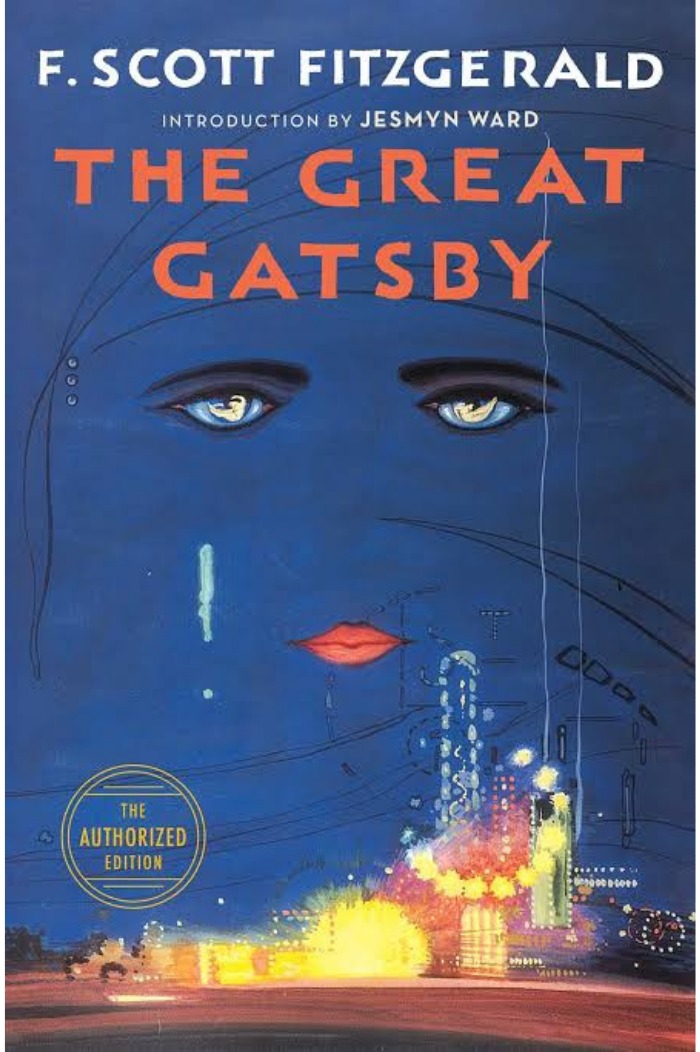 F. SCOTT FITZGERALD
INTRODUCTION BY JESMYN WARD
THE GREAT
GATSBY
THE
AUTHORIZED
EDITION